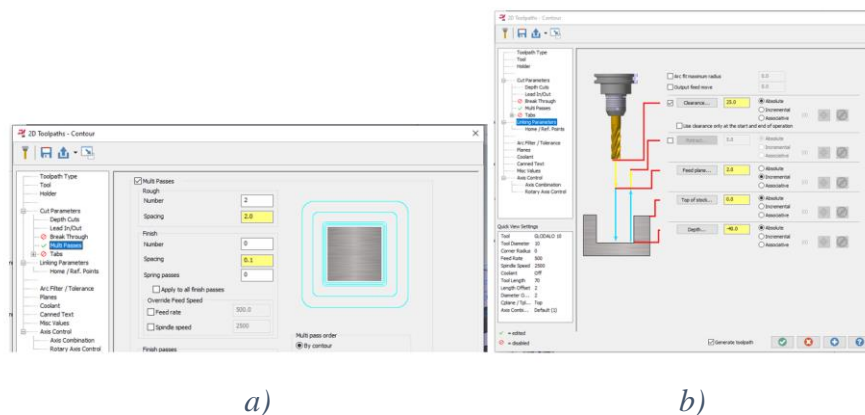 2D Toolpaths - Contour
Toolpath Type
Tool
Holder
Cut Parameters
Depth Cuts
Lead In/Out
Break Through
Multi Passes
Tabs
Linking Parameters
Home / Ref. Points
Arc Filter / Tolerance
Planes
Coolant
Canned Text
Misc Values
Axis Control
Axis Combination
Rotary Axis Control
Multi Passes
Rough
Number 2
Spacing 2.0
Finish
Number 0
Spacing 0.1
Spring passes 0
Apply to all finish passes
Override Feed Speed
Feed rate 500.0
Spindle speed 2500
Finish passes
Multi pass order
By contour
a)
2D Toolpaths - Contour
Toolpath Type
Tool
Holder
Cut Parameters
Depth Cuts
Lead In/Out
Break Through
Multi Passes
Tabs
Linking Parameters
Home / Ref. Points
Arc Filter / Tolerance
Planes
Coolant
Canned Text
Misc Values
Axis Control
Axis Combination
Rotary Axis Control
Quick View Settings
Tool GLODALO 10
Tool Diameter 10
Corner Radius 0
Feed Rate 500
Spindle Speed 2500
Coolant Off
Tool Length 70
Length Offset 2
Diameter O... 2
Cplane / Tpl... Top
Axis Comb... Default (1)
= edited
= disabled
Arc fit maximum radius 0.0
Output feed move 0.0
Clearance... 25.0 Absolute
Incremental
Associative
Use clearance only at the start and end of operation
Absolute
Incremental
Associative
Feed plane... 2.0 Absolute
Incremental
Associative
Top of stock... 0.0 Absolute
Incremental
Associative
Depth... Absolute
Incremental
Associative
Generate toolpath
b)